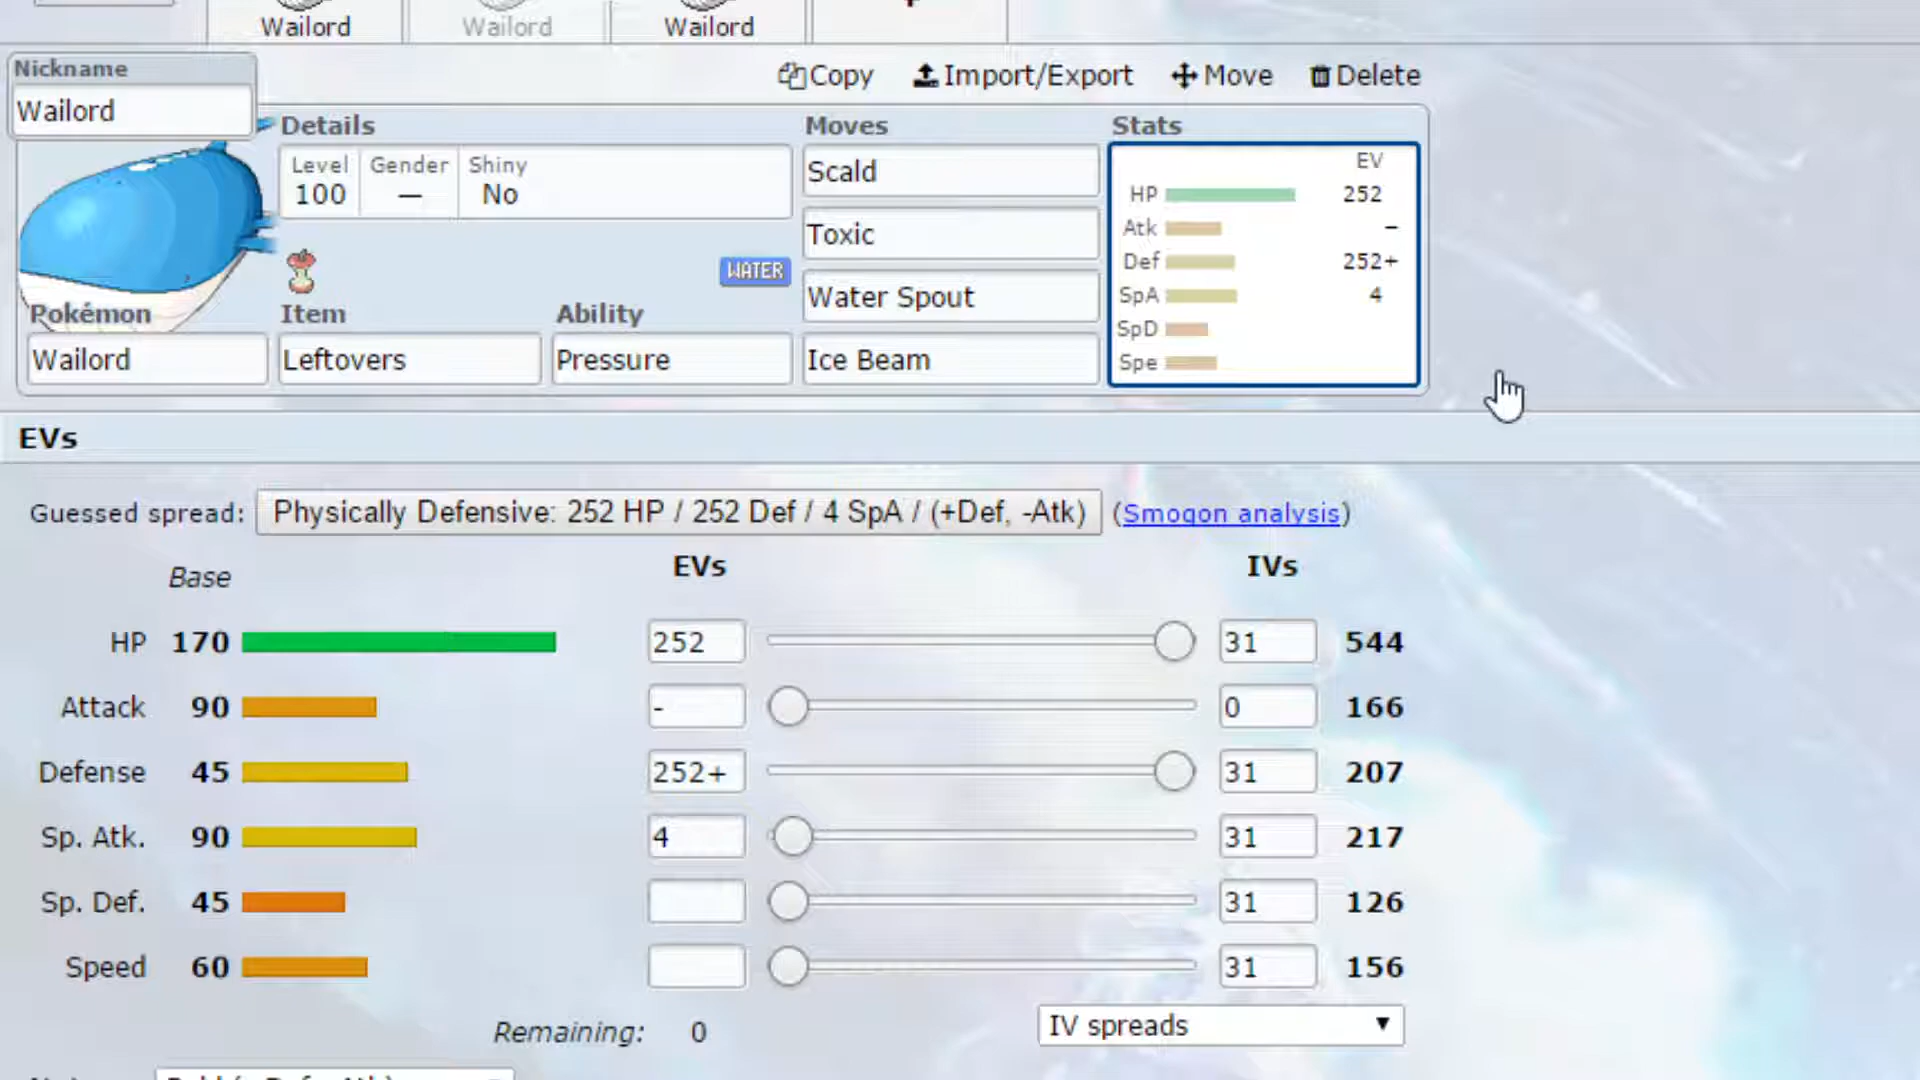 Wailord
Wailord
Wailord
Nickname
Wailord
Copy
Import/Export
Move
Delete
Details
Moves
Stats
Level
Gender
Shiny
100
—
No
WATER
Pokémon
Item
Ability
Wailord
Leftovers
Pressure
Scald
Toxic
Water Spout
Ice Beam
EV
HP 252
Atk -
Def 252+
SpA 4
SpD
Spe
EVs
Guessed spread: Physically Defensive: 252 HP / 252 Def / 4 SpA / (+Def, -Atk) (Smogon analysis)
Base EVs IVs
HP 170 252 31 544
Attack 90 - 0 166
Defense 45 252+ 31 207
Sp. Atk. 90 4 31 217
Sp. Def. 45 31 126
Speed 60 31 156
Remaining: 0
IV spreads